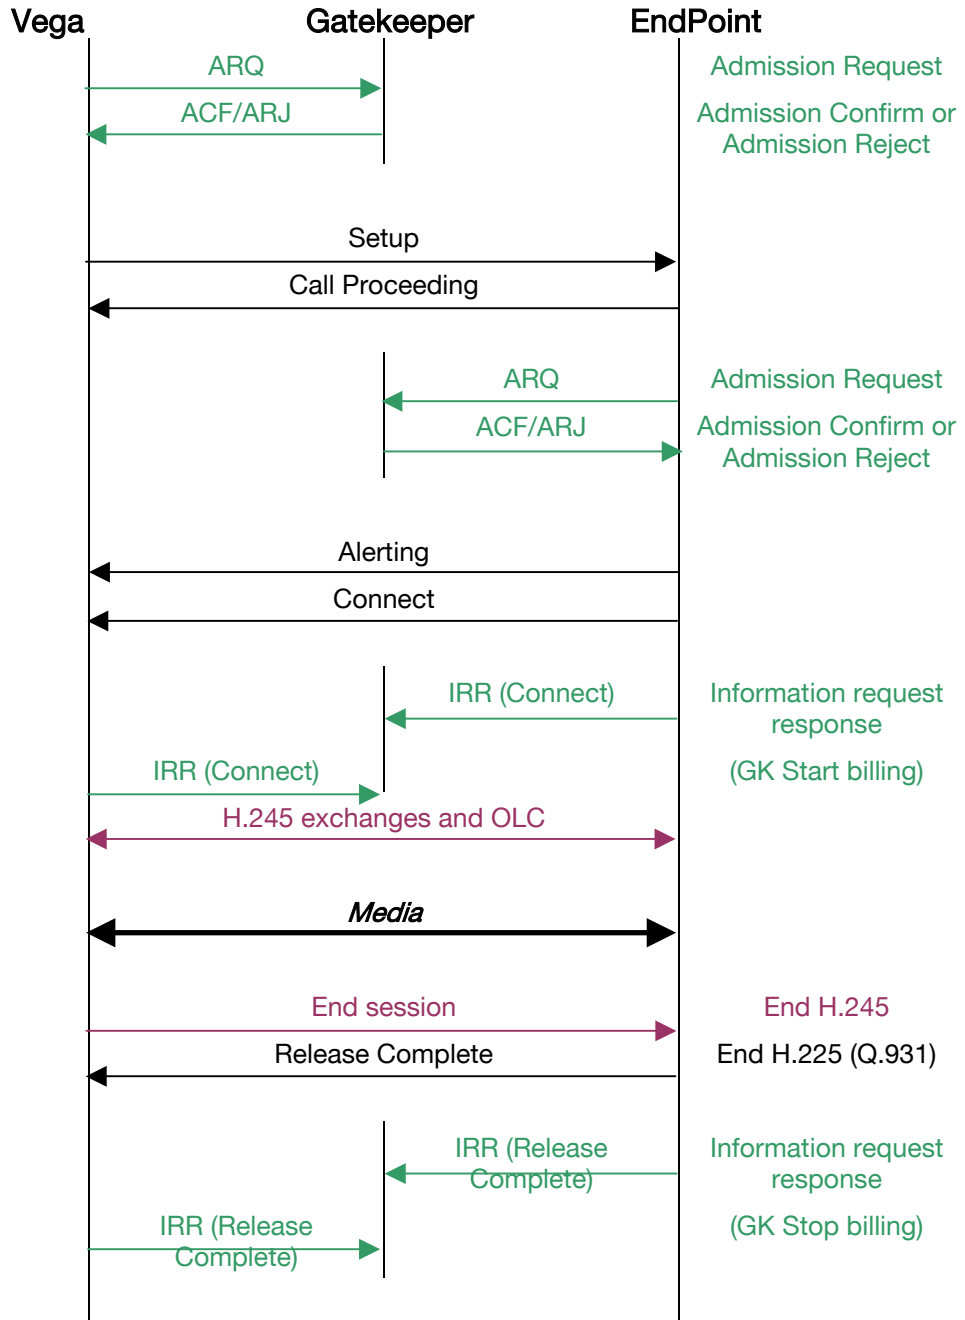 Vega Gatekeeper EndPoint
ARQ Admission Request
ACF/ARJ Admission Confirm or
Admission Reject
Setup
Call Proceeding
ARQ Admission Request
ACF/ARJ Admission Confirm or
Admission Reject
Alerting
Connect
IRR (Connect) Information request
response
IRR (Connect) (GK Start billing)
H.245 exchanges and OLC
Media
End session End H.245
Release Complete End H.225 (Q.931)
IRR (Release Information request
Complete) response
IRR (Release (GK Stop billing)
Complete)